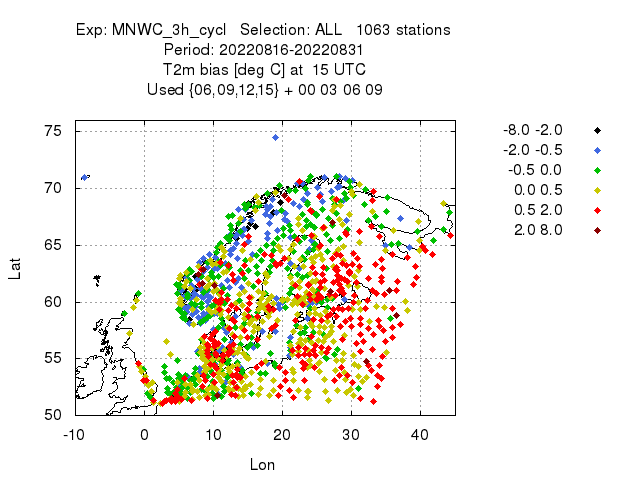 Exp: MNWC_3h_cycl   Selection: ALL   1063 stations
Period: 20220816-20220831
T2m bias [deg C] at  15 UTC
Used {06,09,12,15} + 00 03 06 09
-8.0 -2.0
-2.0 -0.5
-0.5 0.0
0.0 0.5
0.5 2.0
2.0 8.0
75
70
65
60
55
50
Lat
-10 0 10 20 30 40
Lon